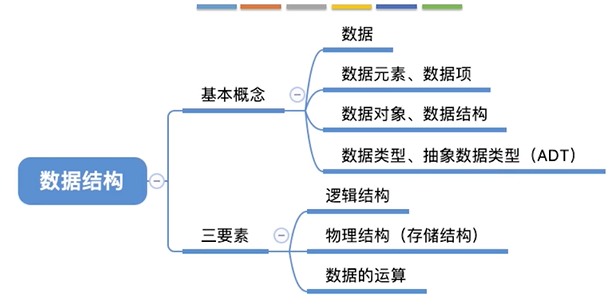 数据结构
基本概念
数据
数据元素、数据项
数据对象、数据结构
数据类型、抽象数据类型（ADT）
三要素
逻辑结构
物理结构（存储结构）
数据的运算